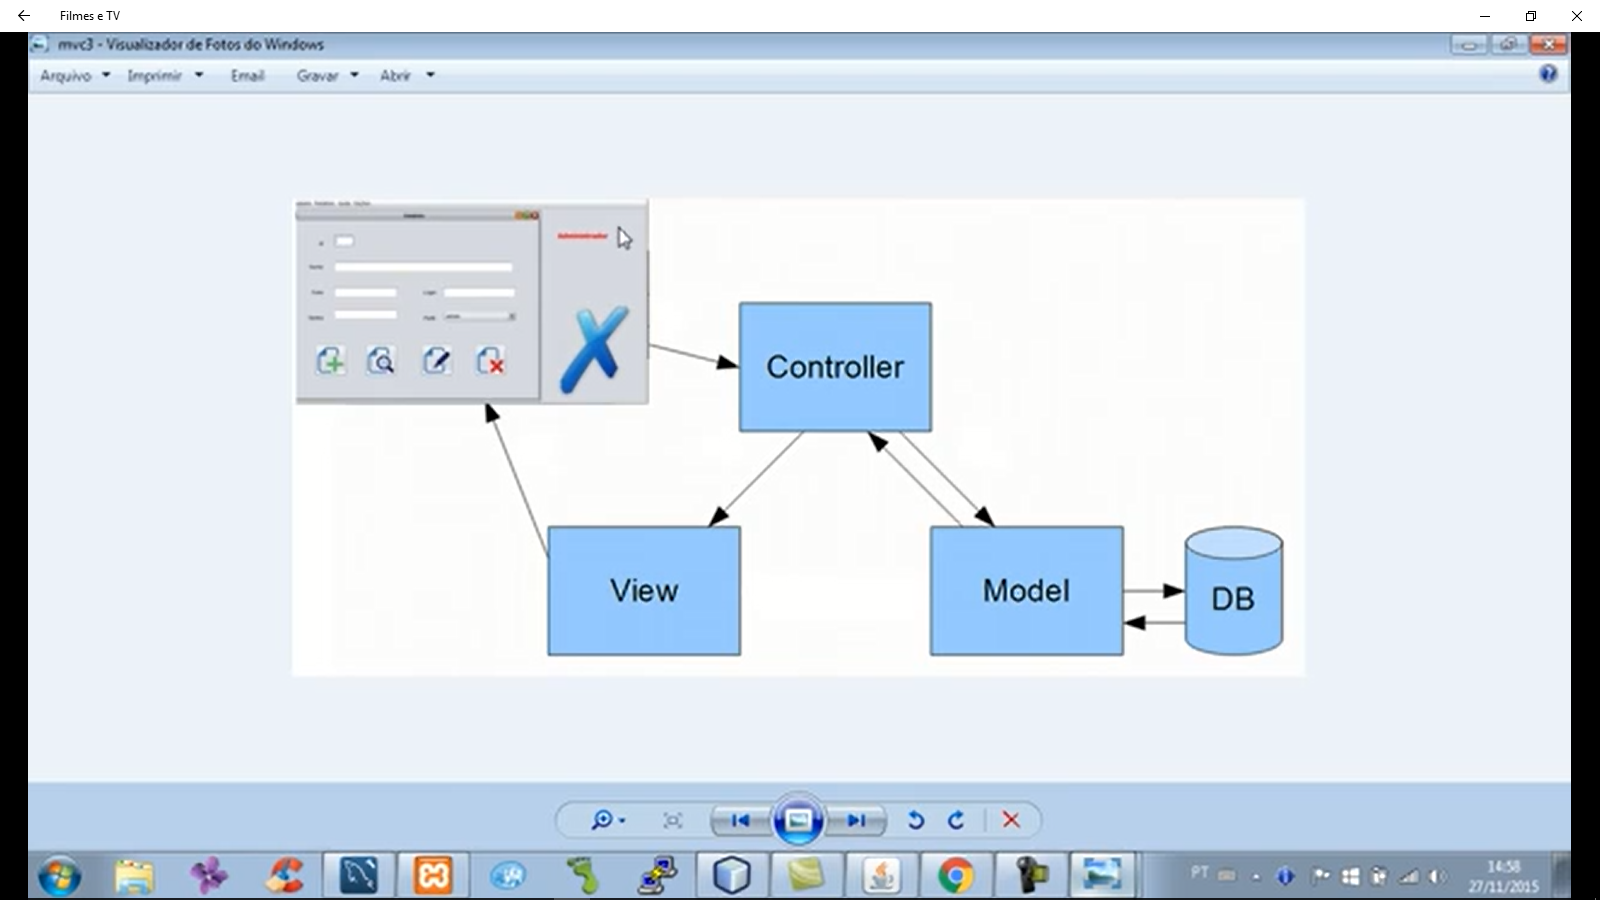 Filmes e TV
mvc3 - Visualizador de Fotos do Windows
Arquivo Imprimir Email Gravar Abrir
Administrador
Controller
View
Model
DB
PT
14:58
27/11/2015